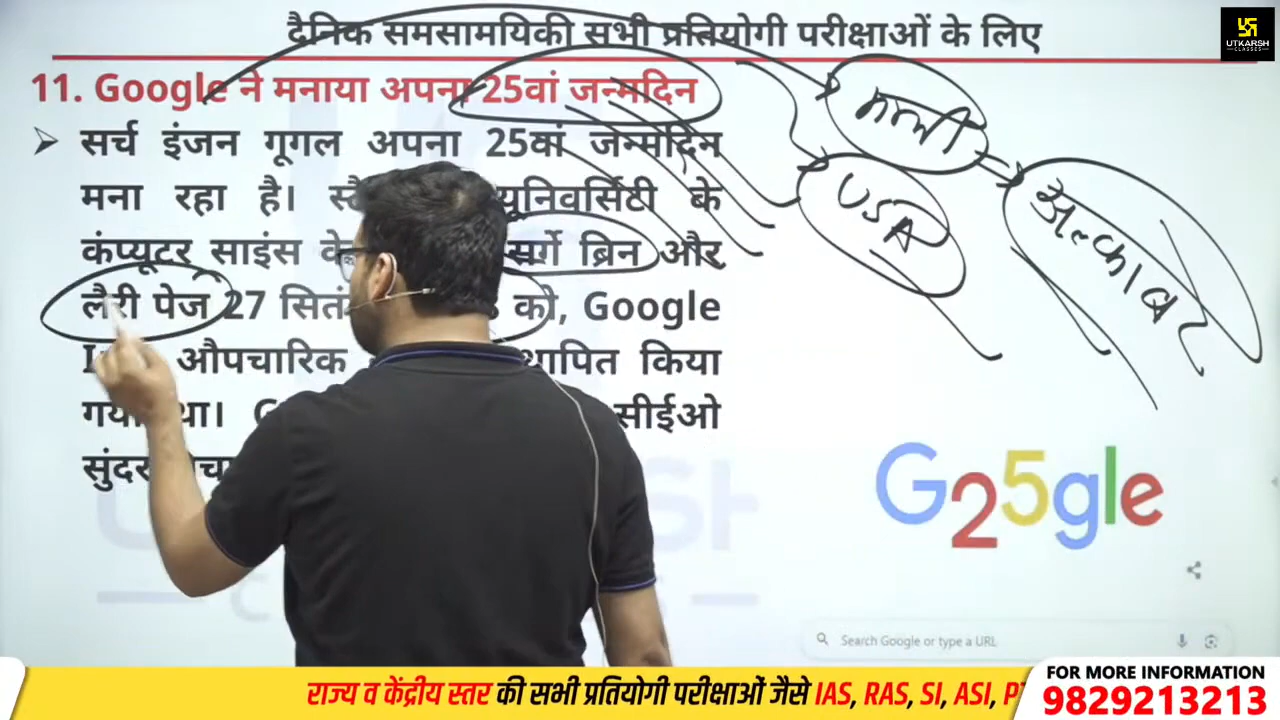 दैनिक समसामयिकी सभी प्रतियोगी परीक्षाओं के लिए
UTKARSH
CLASSES
11. Google ने मनाया अपना 25वां जन्मदिन
सर्च इंजन गूगल अपना 25वां जन्मदिन
मना रहा है। के
कंप्यूटर साइंस के सर्गे ब्रिन और
लैरी पेज 27 को, Google
औपचारिक किया
गया था। सीईओ
सुंदर
USA
G25gle
Search Google or type a URL
राज्य व केंद्रीय स्तर की सभी प्रतियोगी परीक्षाओं जैसे IAS, RAS, SI, ASI,
FOR MORE INFORMATION
9829213213